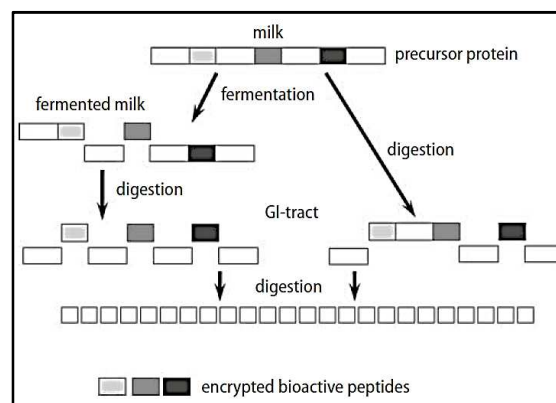 milk
precursor protein
fermentation
fermented milk
digestion
digestion
GI-tract
digestion
encrypted bioactive peptides